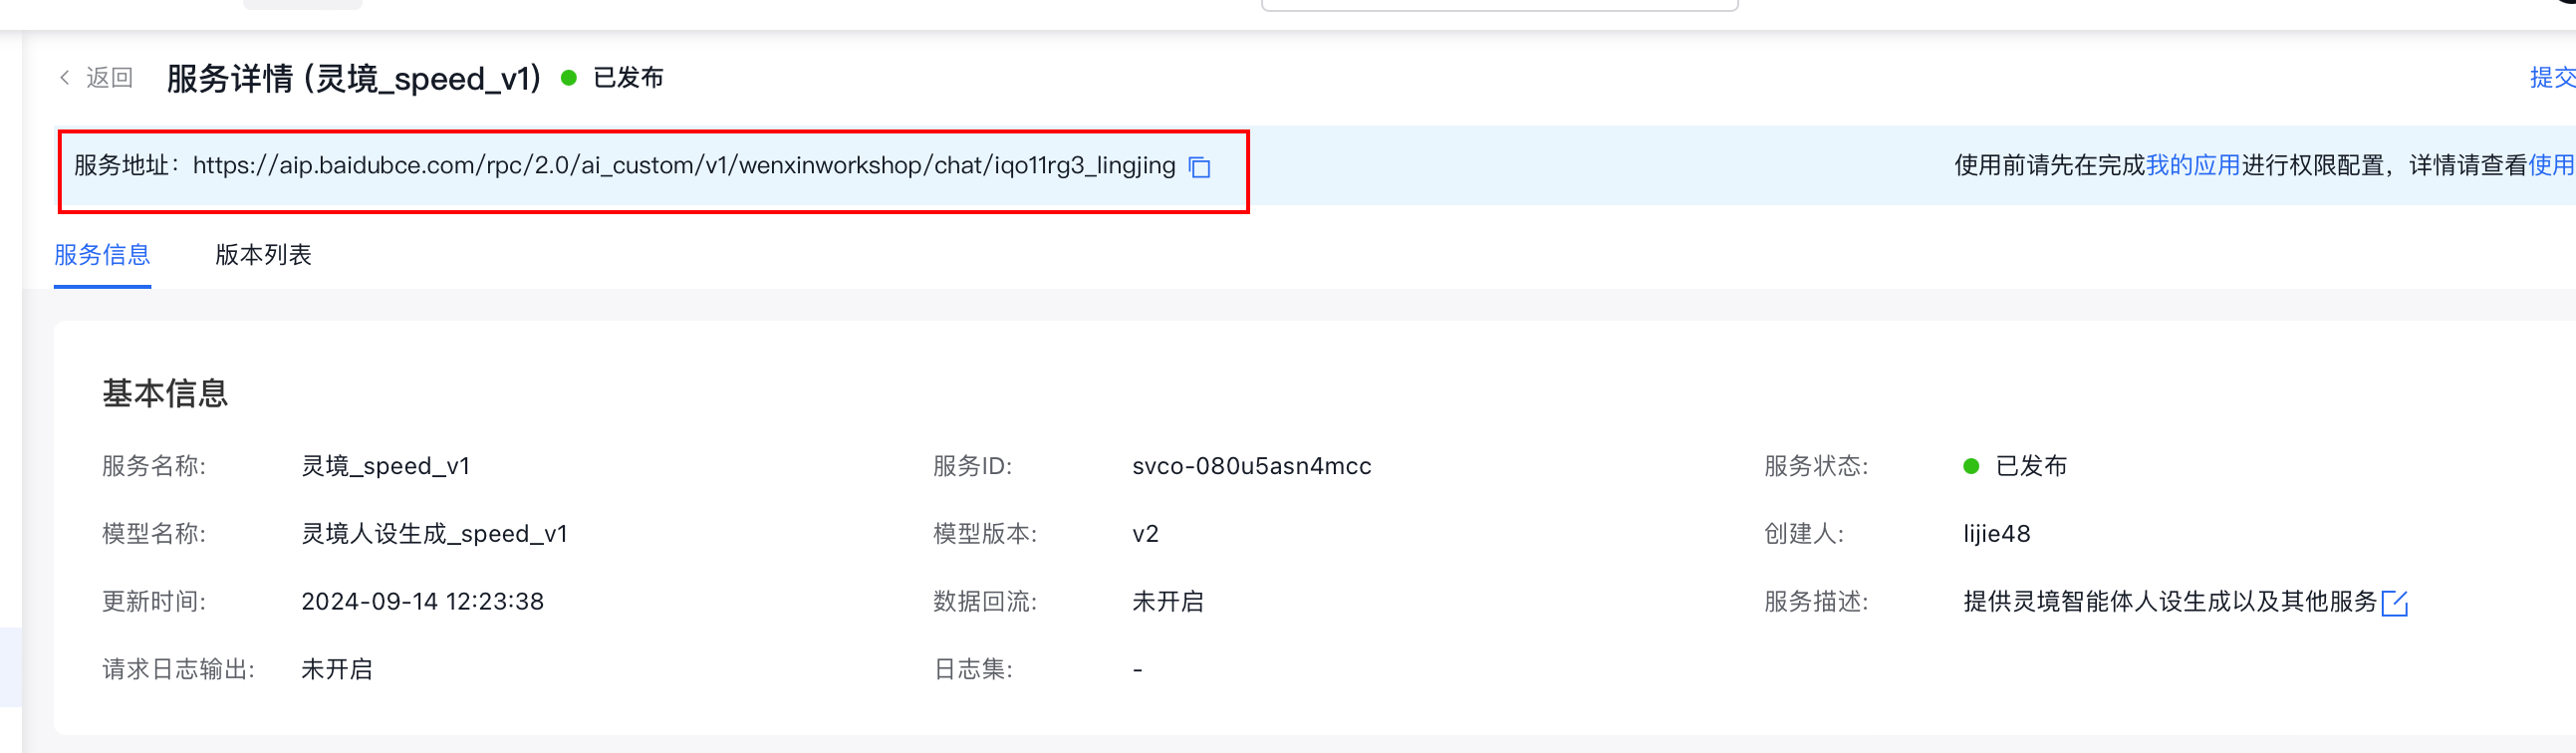 返回 服务详情 (灵境_speed_v1) 已发布 提交
服务地址：https://aip.baidubce.com/rpc/2.0/ai_custom/v1/wenxinworkshop/chat/iqo11rg3_lingjing 使用前请先在完成我的应用进行权限配置，详情请查看使用
服务信息 版本列表
基本信息
服务名称: 灵境_speed_v1 服务ID: svco-080u5asn4mcc 服务状态: 已发布
模型名称: 灵境人设生成_speed_v1 模型版本: v2 创建人: lijie48
更新时间: 2024-09-14 12:23:38 数据回流: 未开启 服务描述: 提供灵境智能体人设生成以及其他服务
请求日志输出: 未开启 日志集: -